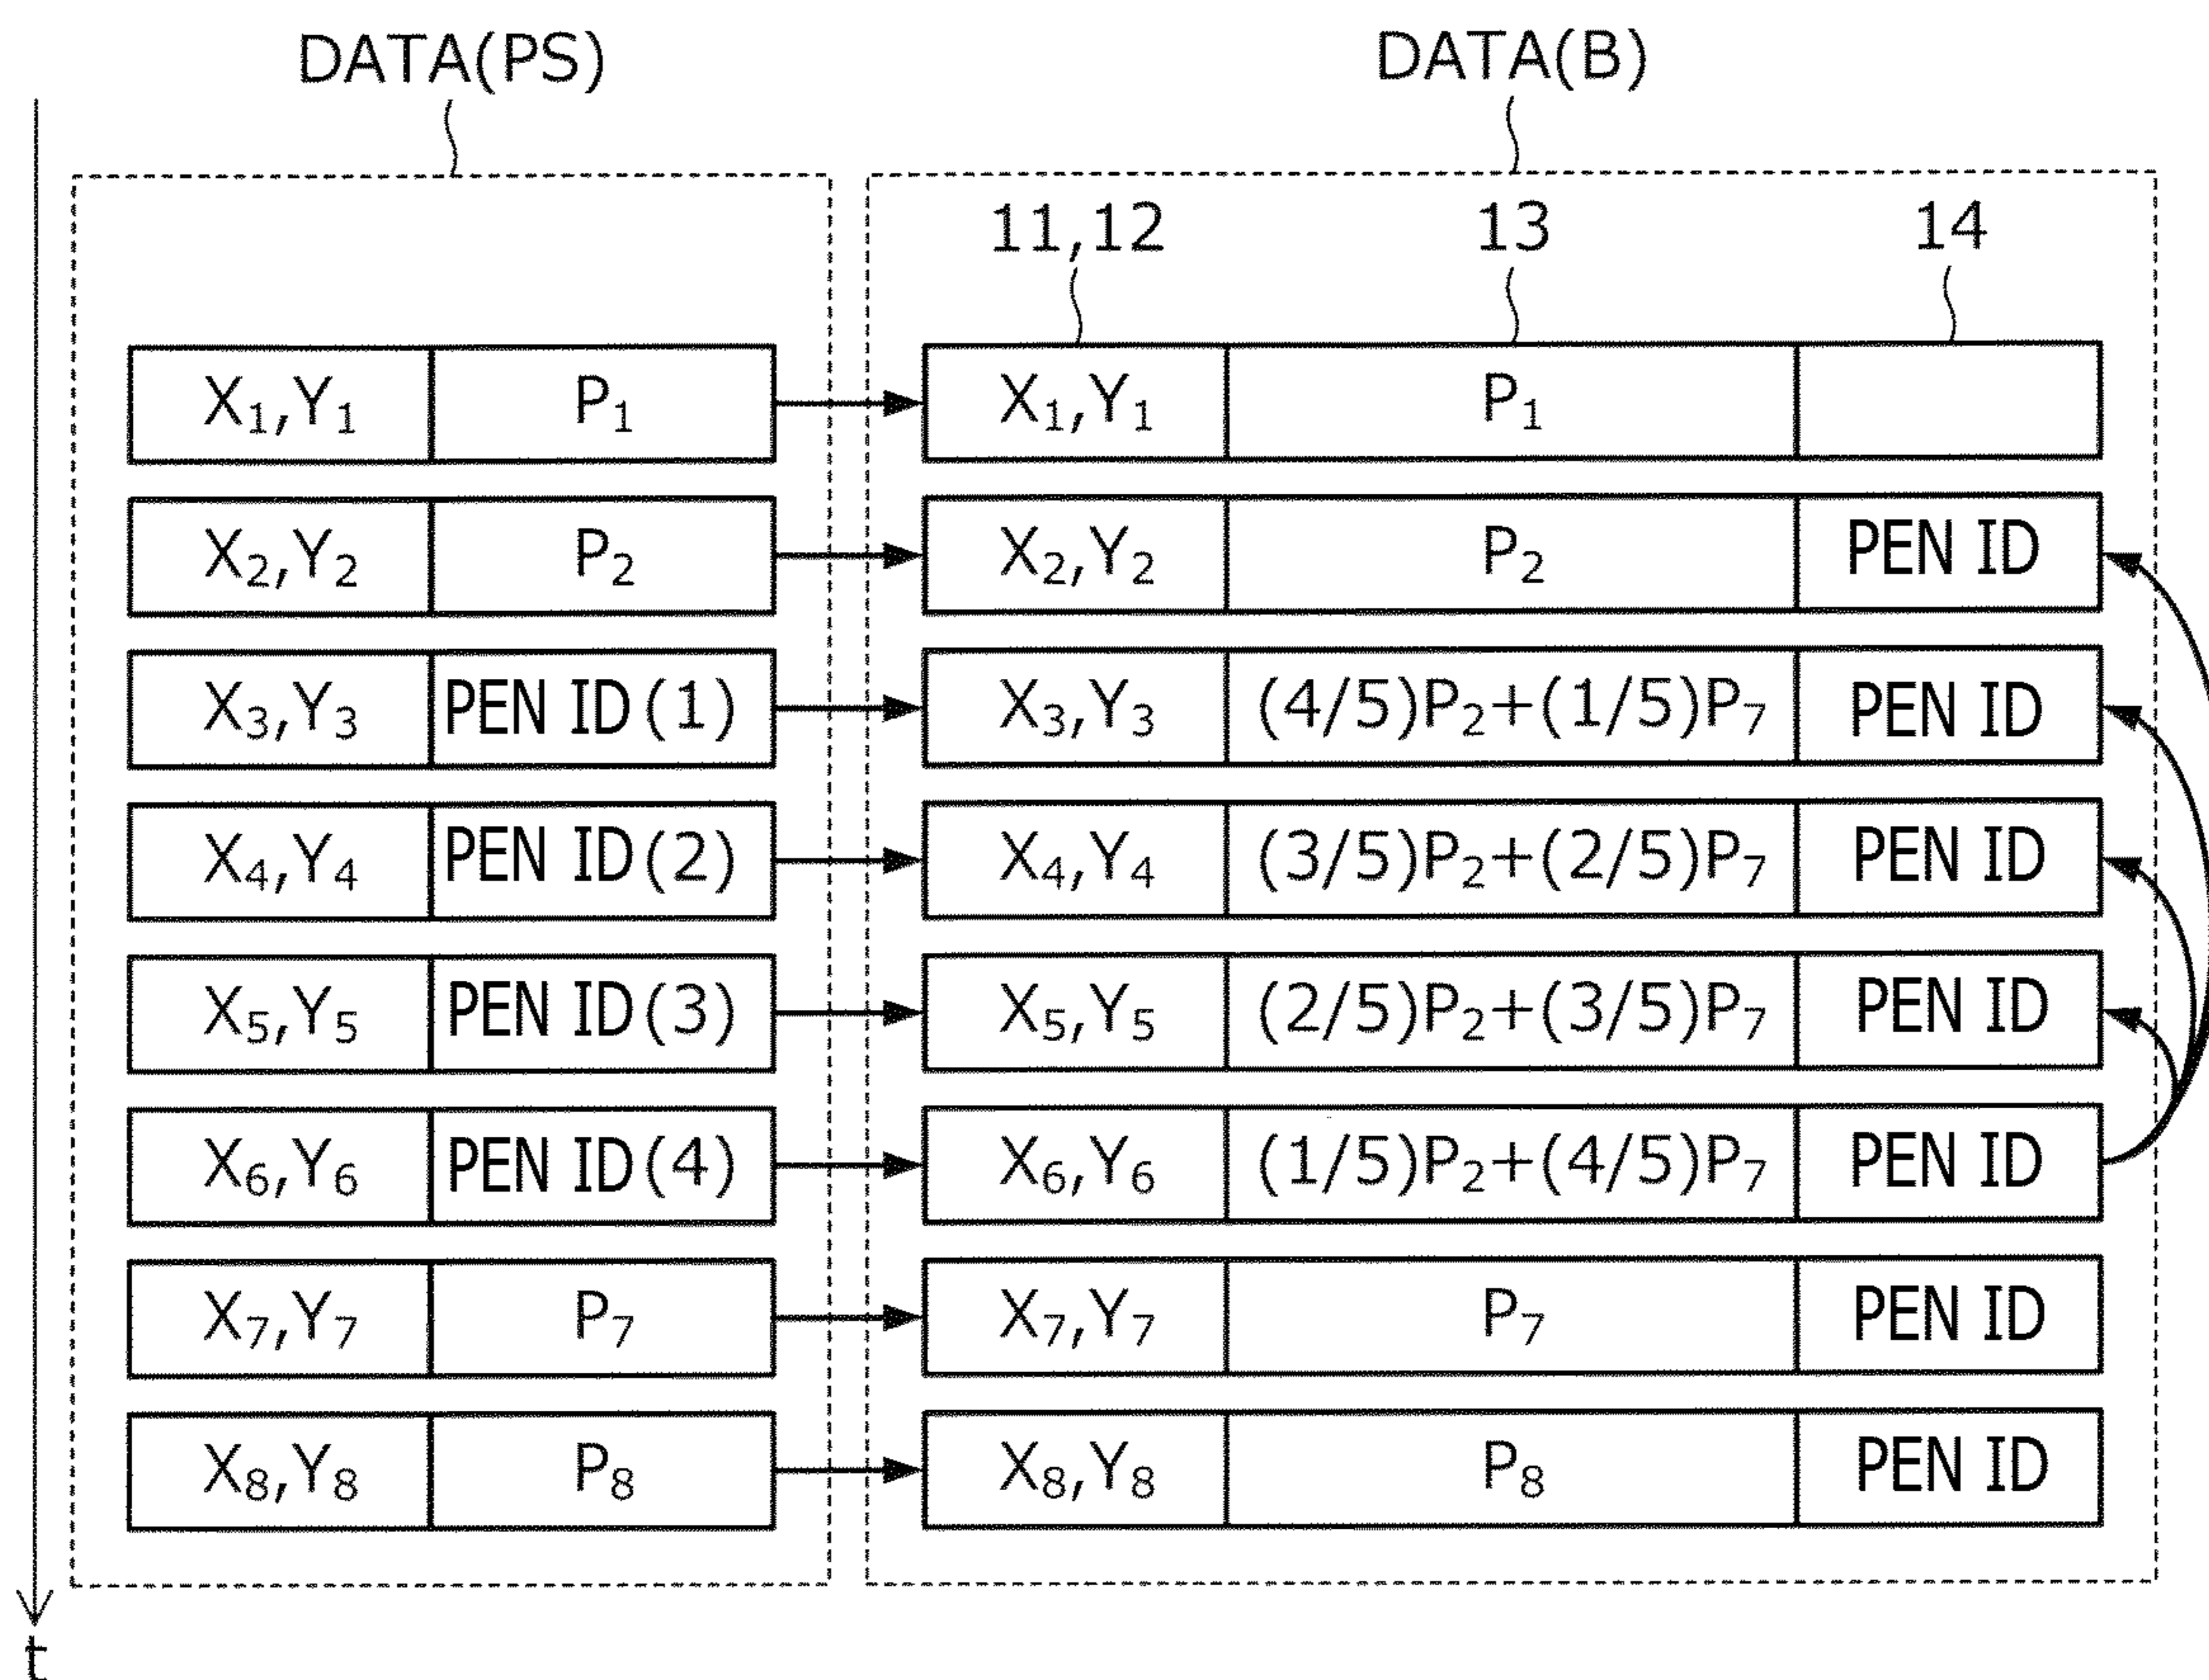 DATA(PS) DATA(B)
11,12 13 14
X₁,Y₁ P₁ X₁,Y₁ P₁
X₂,Y₂ P₂ X₂,Y₂ P₂ PEN ID
X₃,Y₃ PEN ID(1) X₃,Y₃ (4/5)P₂+(1/5)P₇ PEN ID
X₄,Y₄ PEN ID(2) X₄,Y₄ (3/5)P₂+(2/5)P₇ PEN ID
X₅,Y₅ PEN ID(3) X₅,Y₅ (2/5)P₂+(3/5)P₇ PEN ID
X₆,Y₆ PEN ID(4) X₆,Y₆ (1/5)P₂+(4/5)P₇ PEN ID
X₇,Y₇ P₇ X₇,Y₇ P₇ PEN ID
X₈,Y₈ P₈ X₈,Y₈ P₈ PEN ID
t